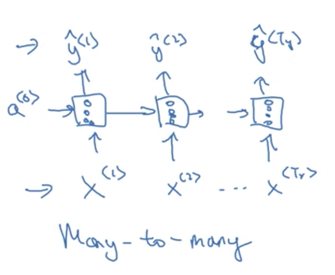 → ŷ⁽¹⁾ ŷ⁽²⁾ ŷ⁽ᵀʸ⁾
a⁽⁰⁾
→ x⁽¹⁾ x⁽²⁾ ... x⁽ᵀˣ⁾
Many-to-many